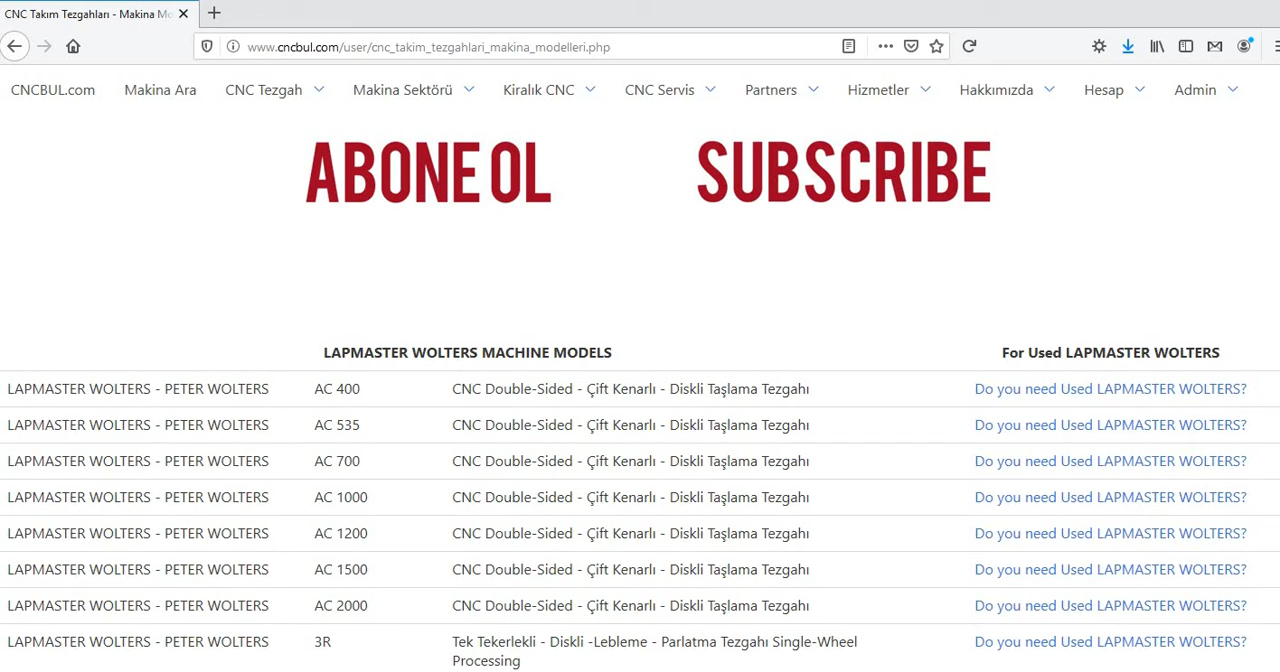 CNC Takım Tezgahları - Makina Mo
www.cncbul.com/user/cnc_takim_tezgahlari_makina_modelleri.php
CNCBUL.com Makina Ara CNC Tezgah Makina Sektörü Kiralık CNC CNC Servis Partners Hizmetler Hakkımızda Hesap Admin
ABONE OL SUBSCRIBE
LAPMASTER WOLTERS MACHINE MODELS For Used LAPMASTER WOLTERS
LAPMASTER WOLTERS - PETER WOLTERS AC 400 CNC Double-Sided - Çift Kenarlı - Diskli Taşlama Tezgahı Do you need Used LAPMASTER WOLTERS?
LAPMASTER WOLTERS - PETER WOLTERS AC 535 CNC Double-Sided - Çift Kenarlı - Diskli Taşlama Tezgahı Do you need Used LAPMASTER WOLTERS?
LAPMASTER WOLTERS - PETER WOLTERS AC 700 CNC Double-Sided - Çift Kenarlı - Diskli Taşlama Tezgahı Do you need Used LAPMASTER WOLTERS?
LAPMASTER WOLTERS - PETER WOLTERS AC 1000 CNC Double-Sided - Çift Kenarlı - Diskli Taşlama Tezgahı Do you need Used LAPMASTER WOLTERS?
LAPMASTER WOLTERS - PETER WOLTERS AC 1200 CNC Double-Sided - Çift Kenarlı - Diskli Taşlama Tezgahı Do you need Used LAPMASTER WOLTERS?
LAPMASTER WOLTERS - PETER WOLTERS AC 1500 CNC Double-Sided - Çift Kenarlı - Diskli Taşlama Tezgahı Do you need Used LAPMASTER WOLTERS?
LAPMASTER WOLTERS - PETER WOLTERS AC 2000 CNC Double-Sided - Çift Kenarlı - Diskli Taşlama Tezgahı Do you need Used LAPMASTER WOLTERS?
LAPMASTER WOLTERS - PETER WOLTERS 3R Tek Tekerlekli - Diskli -Lebleme - Parlatma Tezgahı Single-Wheel Do you need Used LAPMASTER WOLTERS?
Processing